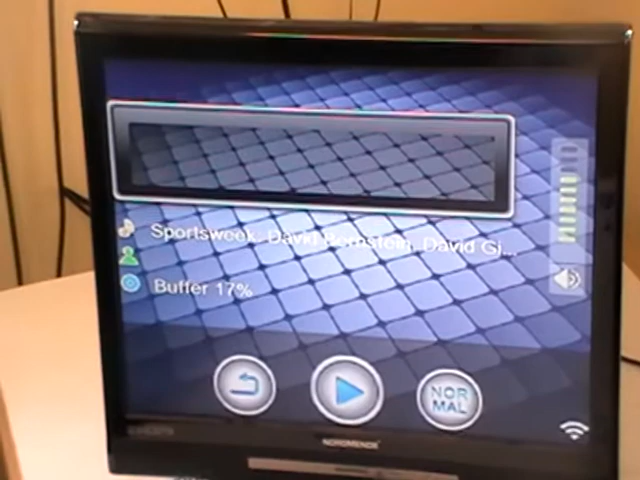 Sportsweek: David Bernstein, David Gi...
Buffer 17%
NOR
MAL
NORDMENDE